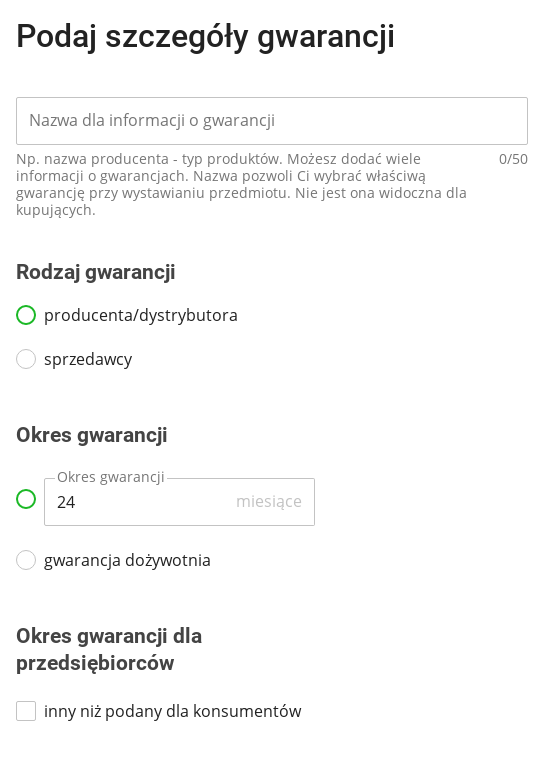 Podaj szczegóły gwarancji
Nazwa dla informacji o gwarancji
Np. nazwa producenta - typ produktów. Możesz dodać wiele
informacji o gwarancjach. Nazwa pozwoli Ci wybrać właściwą
gwarancję przy wystawianiu przedmiotu. Nie jest ona widoczna dla
kupujących.
0/50
Rodzaj gwarancji
producenta/dystrybutora
sprzedawcy
Okres gwarancji
Okres gwarancji
24 miesiące
gwarancja dożywotnia
Okres gwarancji dla
przedsiębiorców
inny niż podany dla konsumentów